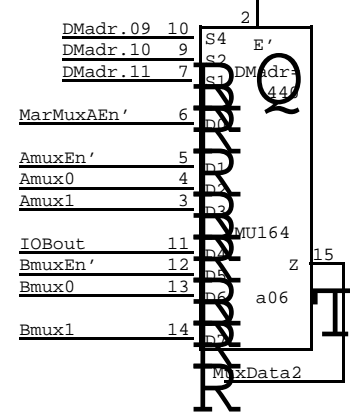 2
DMadr.09 10 S4 E'
DMadr.10 9 S2
DMadr.11 7 S1 DMadr=
440
MarMuxAEn' 6 D0
AmuxEn' 5 D1
Amux0 4 D2
Amux1 3 D3
MU164
IOBout 11 D4
15
BmuxEn' 12 D5 Z
Bmux0 13 D6 a06
Bmux1 14 D7
MuxData2